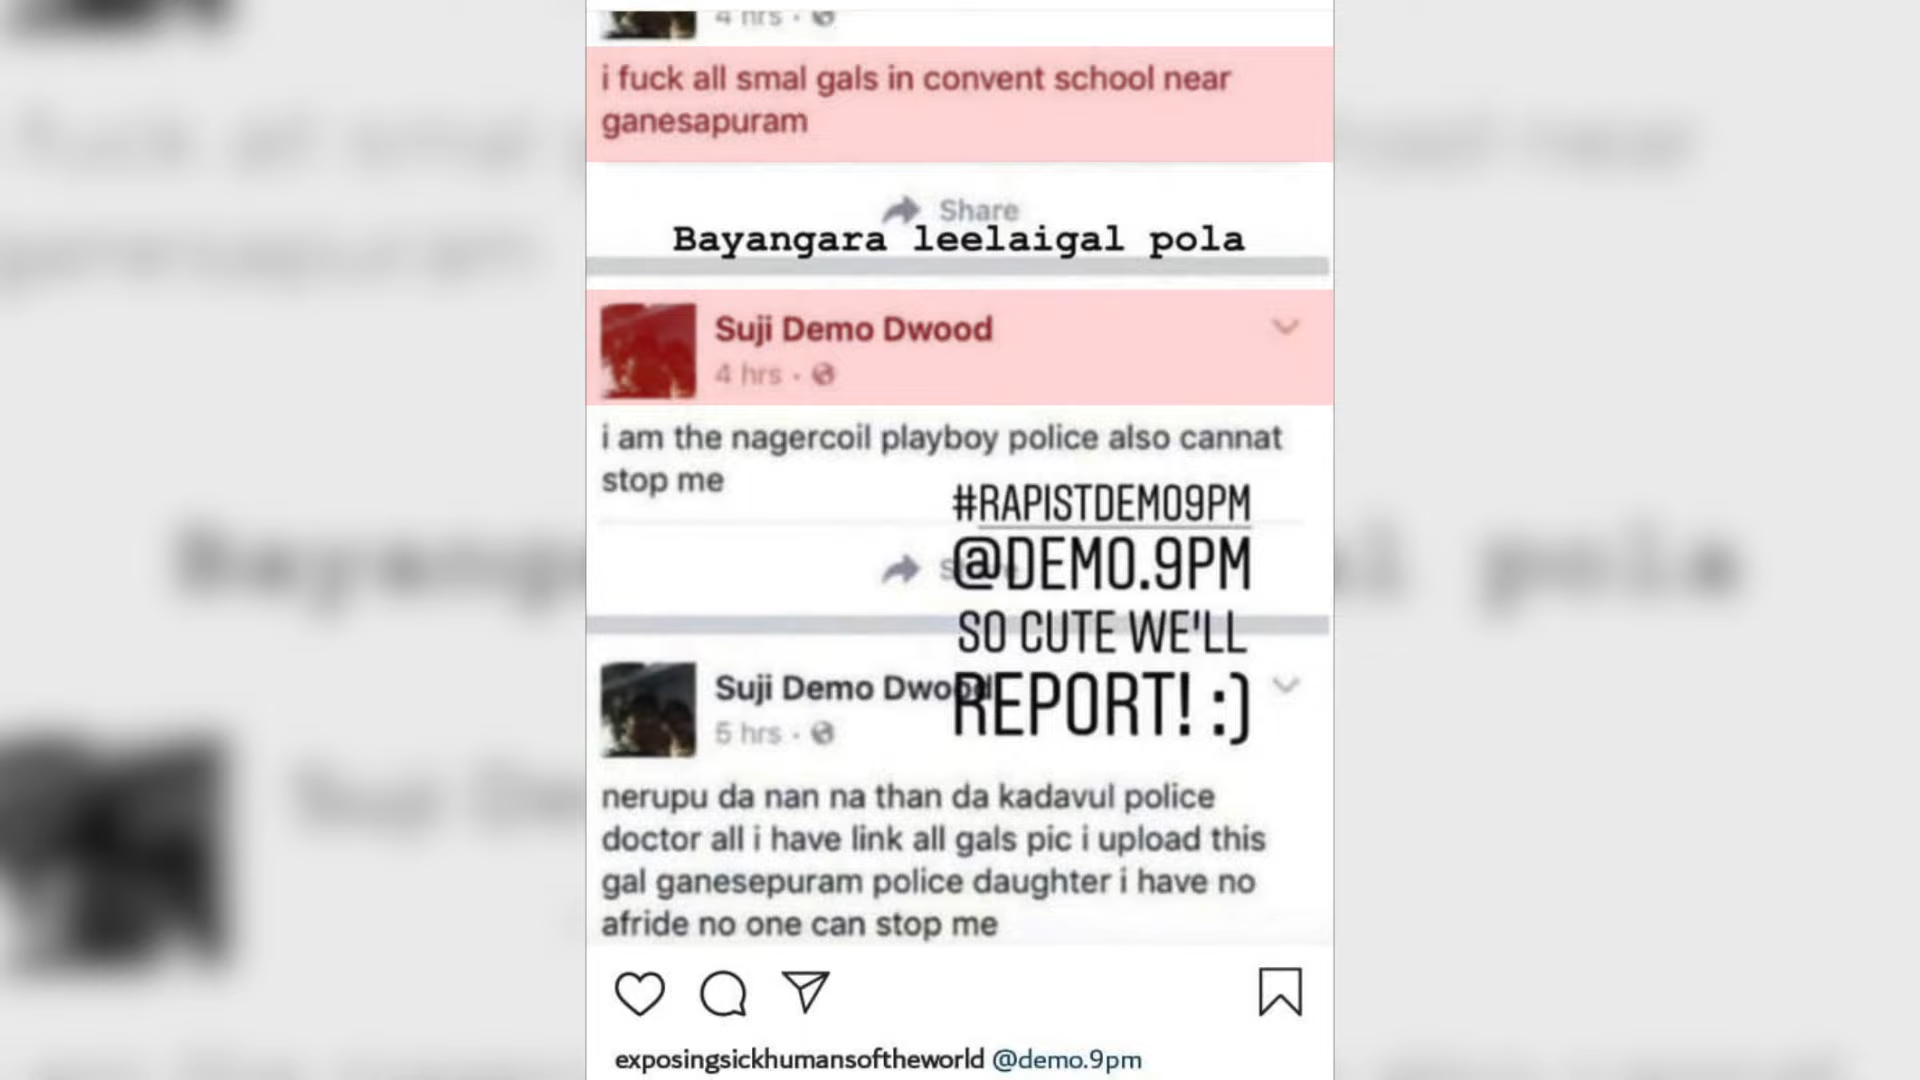 4 hrs ·
i fuck all smal gals in convent school near
ganesapuram
Share
Bayangara leelaigal pola
Suji Demo Dwood
4 hrs ·
i am the nagercoil playboy police also cannat
stop me
#RAPISTDEMO9PM
@DEMO.9PM
SO CUTE WE'LL
REPORT! :)
Suji Demo Dwood
5 hrs ·
nerupu da nan na than da kadavul police
doctor all i have link all gals pic i upload this
gal ganesepuram police daughter i have no
afride no one can stop me
exposingsickhumansoftheworld @demo.9pm